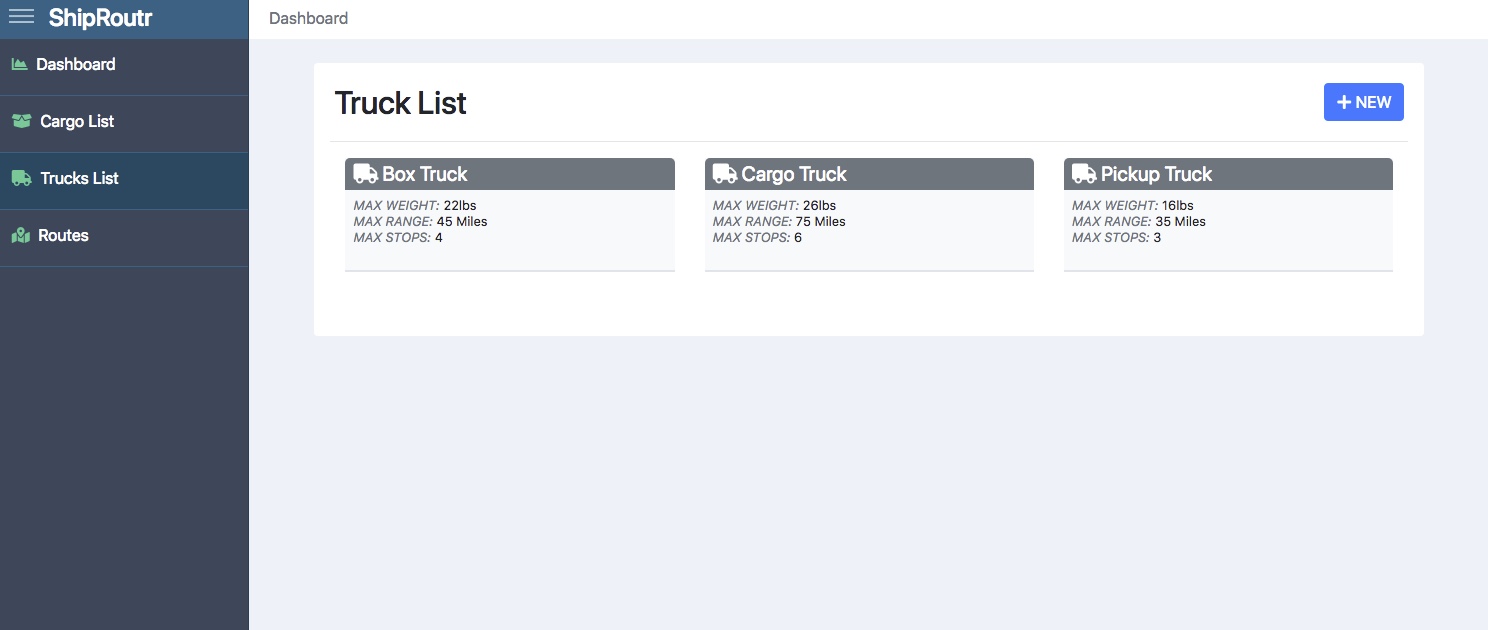 ShipRoutr
Dashboard
Dashboard
Cargo List
Trucks List
Routes
Truck List
NEW
Box Truck
MAX WEIGHT: 22lbs
MAX RANGE: 45 Miles
MAX STOPS: 4
Cargo Truck
MAX WEIGHT: 26lbs
MAX RANGE: 75 Miles
MAX STOPS: 6
Pickup Truck
MAX WEIGHT: 16lbs
MAX RANGE: 35 Miles
MAX STOPS: 3